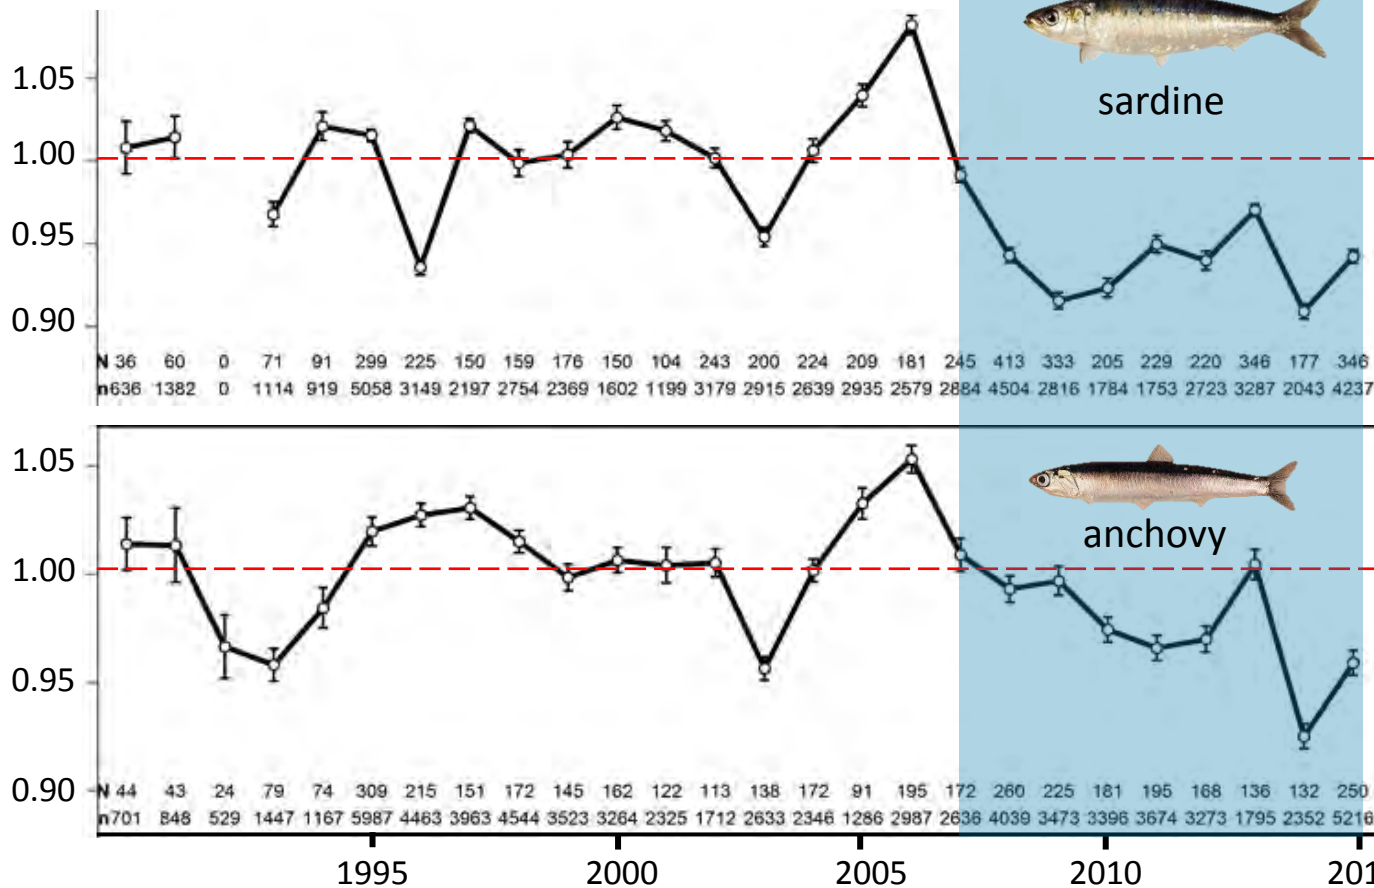 1.05
sardine
1.00
0.95
0.90
N 36 60 0 71 91 299 225 150 159 176 150 104 243 200 224 209 181 245 413 333 205 229 220 346 177 346
n 636 1382 0 1114 919 5058 3149 2197 2754 2369 1602 1199 3179 2915 2639 2935 2579 2884 4504 2816 1784 1753 2723 3287 2043 4237
1.05
anchovy
1.00
0.95
0.90
N 44 43 24 79 74 309 215 151 172 145 162 122 113 138 172 91 195 172 260 225 181 195 168 136 132 250
n 701 848 529 1447 1167 5987 4463 3963 4544 3523 3264 2325 1712 2633 2346 1286 2987 2636 4039 3473 3396 3674 3273 1795 2352 5216
1995 2000 2005 2010 201